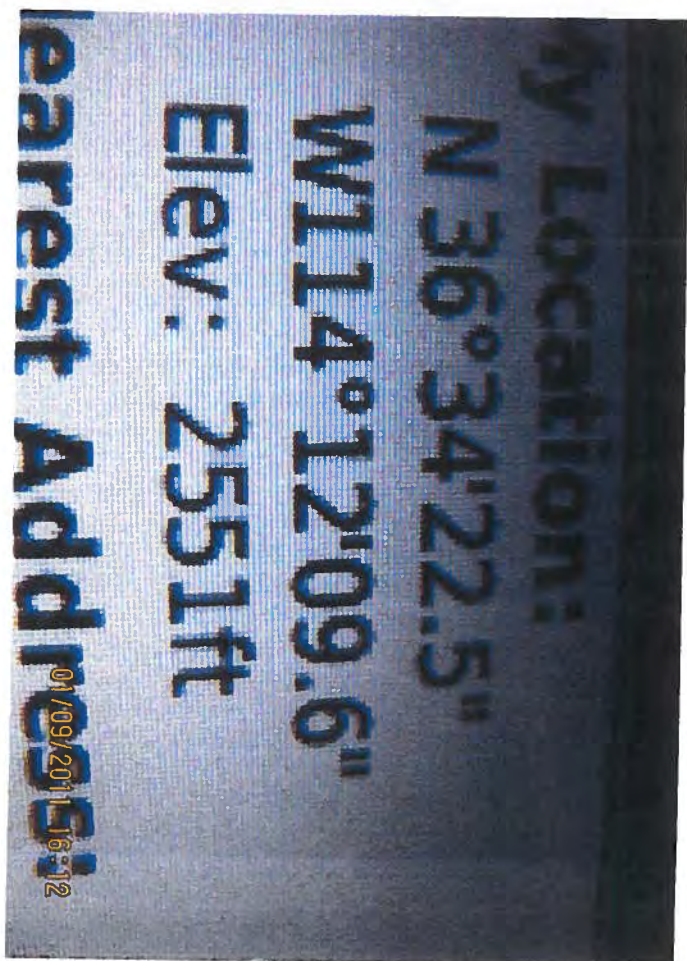 y Location:
N 36°34'22.5"
W114°12'09.6"
Elev: 2551ft
earest Address:
01/09/2011 16:12